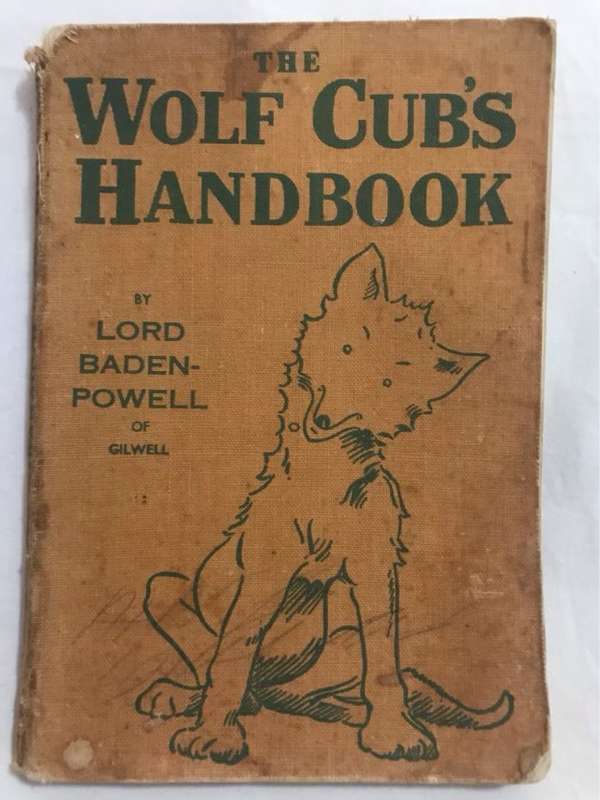 THE
WOLF CUB'S
HANDBOOK
BY
LORD
BADEN-
POWELL
OF
GILWELL